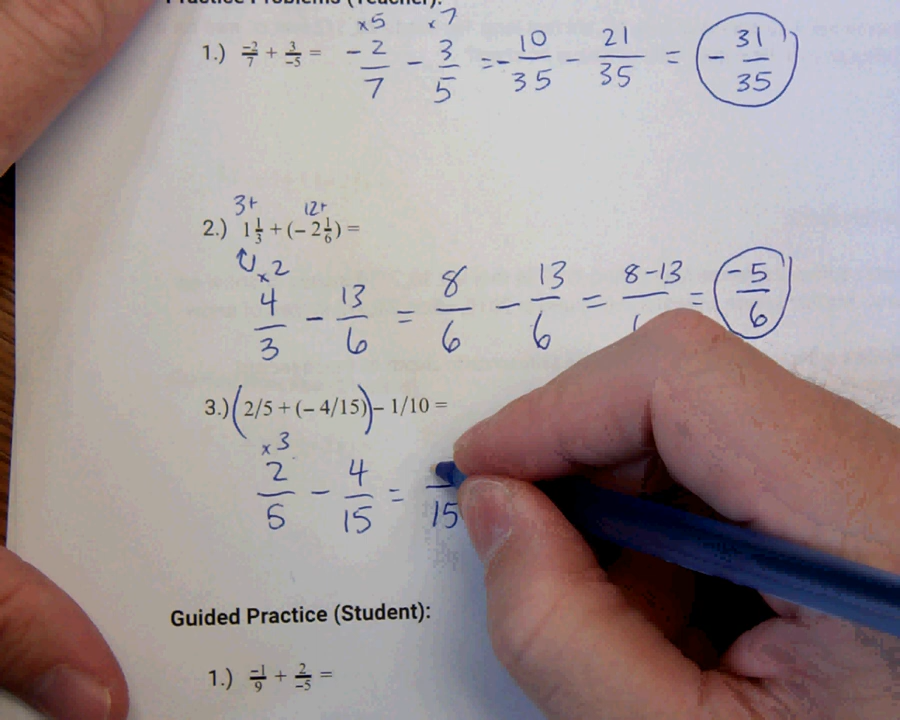 Practice Problems (Teacher):
×5 ×7
1.) -2/7 + 3/-5 = -2/7 - 3/5 = -10/35 - 21/35 = -31/35
3+ 12+
2.) 1 1/3 + (- 2 1/6) =
×2
4/3 - 13/6 = 8/6 - 13/6 = 8-13/ = -5/6
3.) (2/5 + (- 4/15)) - 1/10 =
×3
2/5 - 4/15 = /15
Guided Practice (Student):
1.) -1/9 + 2/-5 =